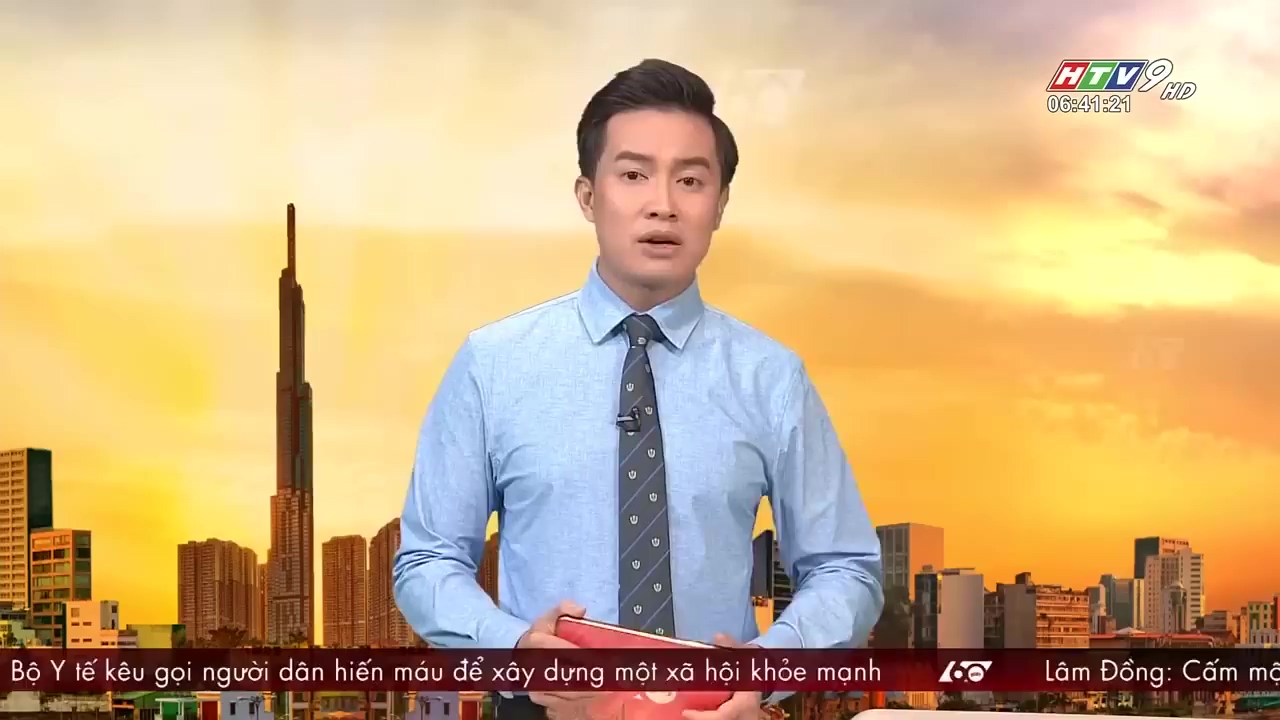 HTV9 HD
06:41:21
Bộ Y tế kêu gọi người dân hiến máu để xây dựng một xã hội khỏe mạnh 60 Lâm Đồng: Cấm